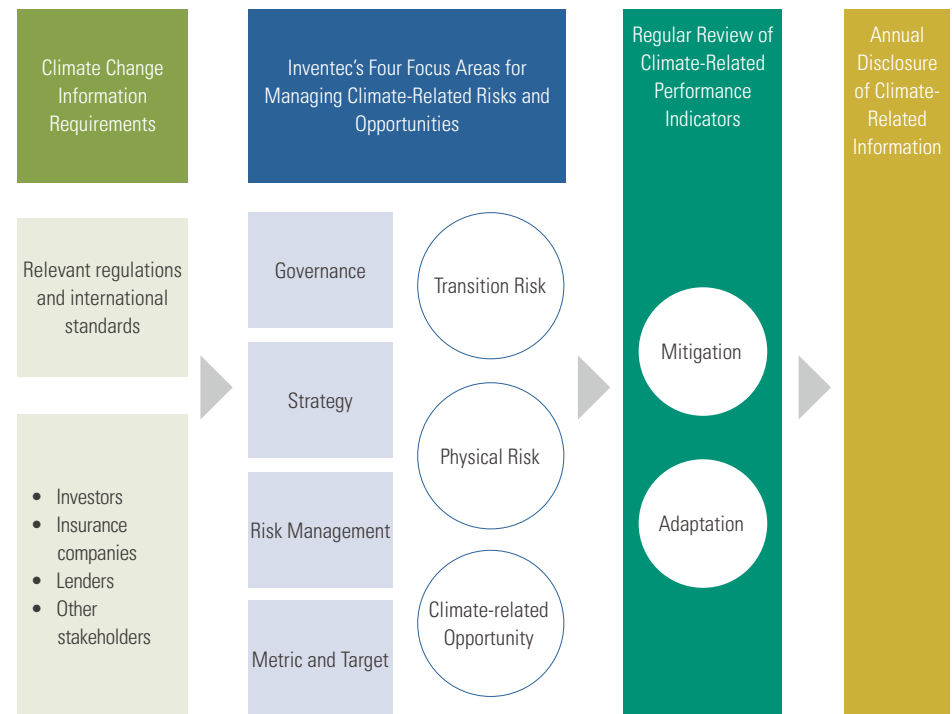 Climate Change
Information
Requirements
Relevant regulations
and international
standards
• Investors
• Insurance
companies
• Lenders
• Other
stakeholders
Inventec's Four Focus Areas for
Managing Climate-Related Risks and
Opportunities
Governance
Strategy
Risk Management
Metric and Target
Transition Risk
Physical Risk
Climate-related
Opportunity
Regular Review of
Climate-Related
Performance
Indicators
Mitigation
Adaptation
Annual
Disclosure
of Climate-
Related
Information